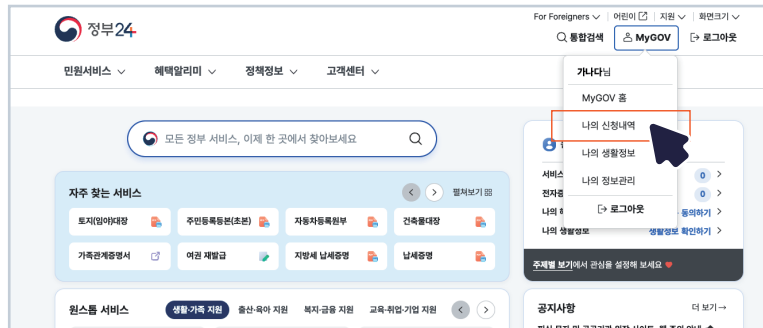 For Foreigners 어린이 지원 화면크기
정부24
통합검색 MyGOV 로그아웃
민원서비스 혜택알리미 정책정보 고객센터
가나다님
MyGOV 홈
나의 신청내역
나의 생활정보
나의 정보관리
로그아웃
모든 정부 서비스, 이제 한 곳에서 찾아보세요
자주 찾는 서비스 펼쳐보기
토지(임야)대장 주민등록등본(초본) 자동차등록원부 건축물대장
가족관계증명서 여권 재발급 지방세 납세증명 납세증명
서비스 0
0
나의 동의하기
나의 생활정보 생활정보 확인하기
주제별 보기에서 관심을 설정해 보세요
원스톱 서비스 생활·가족 지원 출산·육아 지원 복지·금융 지원 교육·취업·기업 지원
공지사항 더 보기